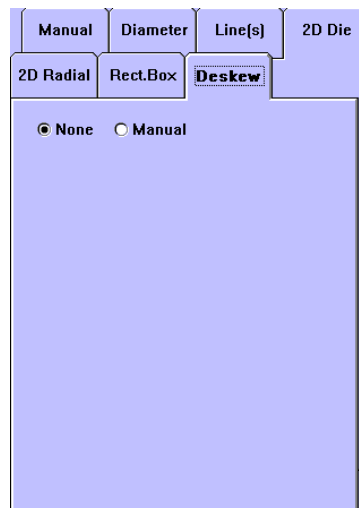 Manual Diameter Line(s) 2D Die
2D Radial Rect.Box Deskew
None Manual